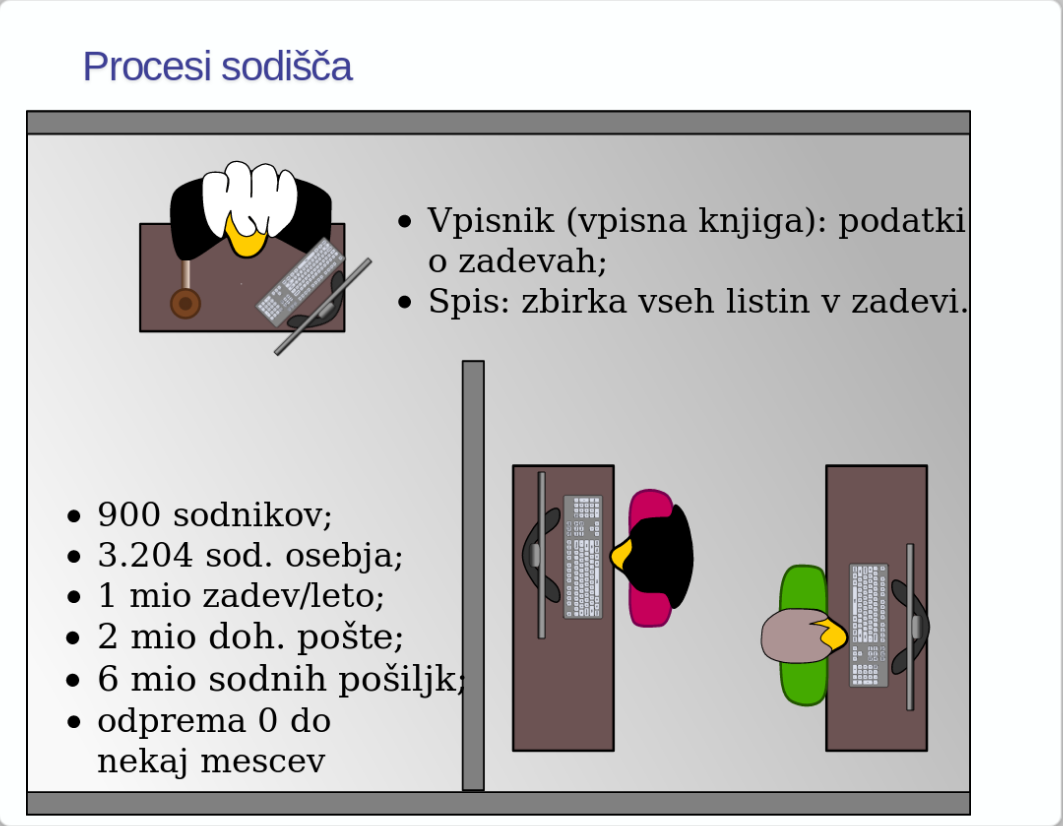 Procesi sodišča
• Vpisnik (vpisna knjiga): podatki
o zadevah;
• Spis: zbirka vseh listin v zadevi.
• 900 sodnikov;
• 3.204 sod. osebja;
• 1 mio zadev/leto;
• 2 mio doh. pošte;
• 6 mio sodnih pošiljk;
• odprema 0 do
nekaj mescev